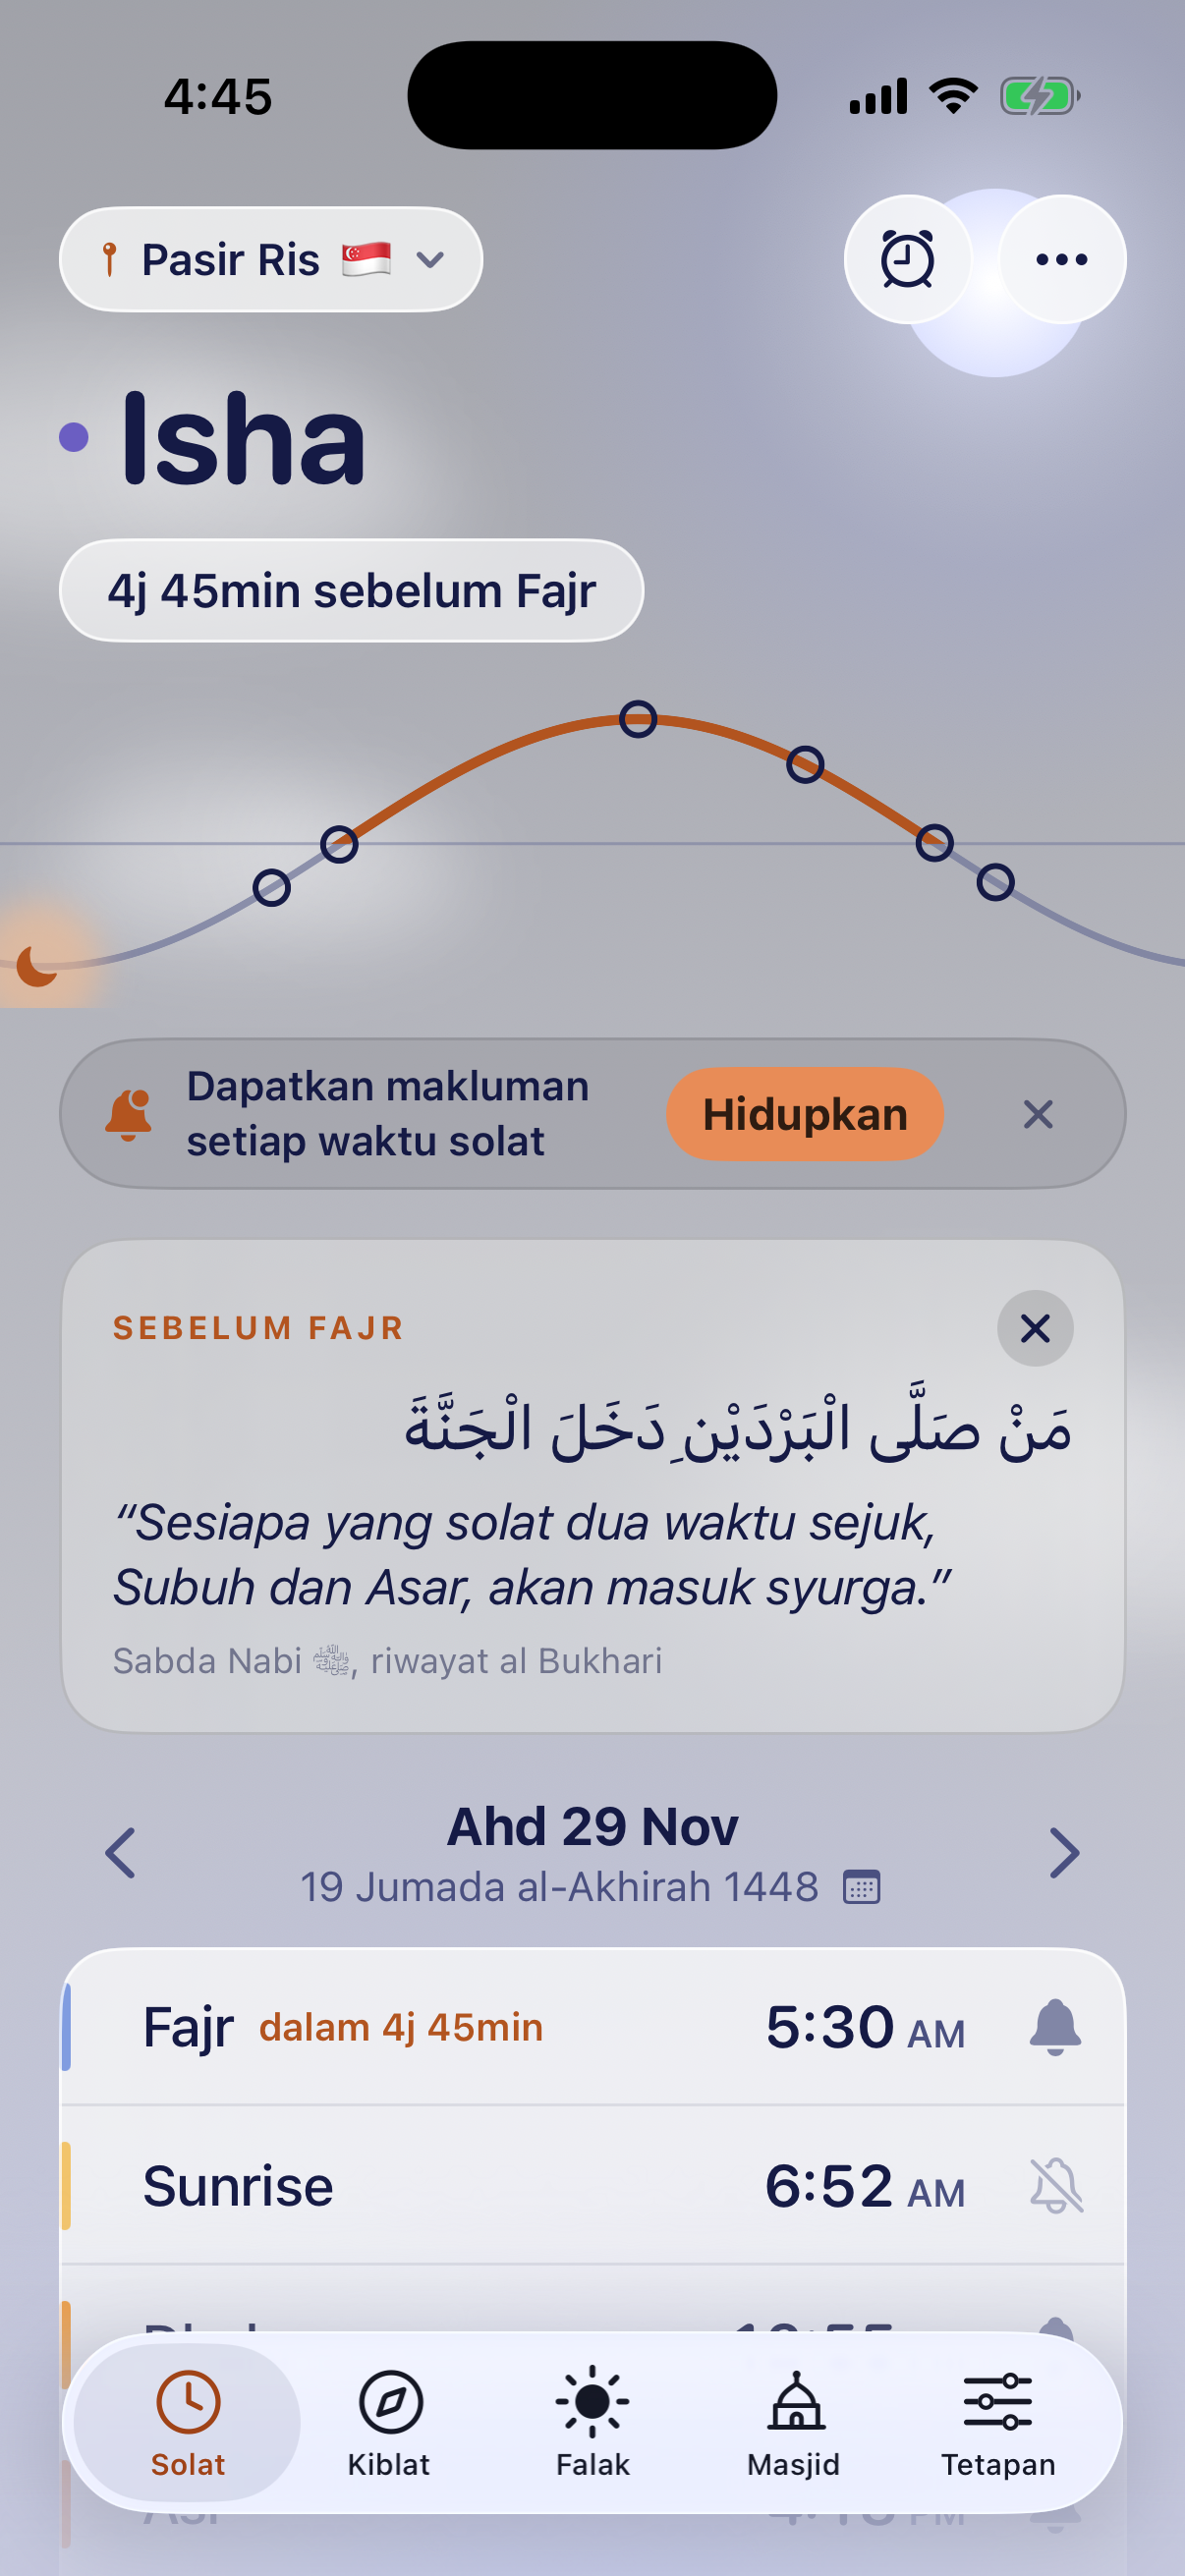 4:45
Pasir Ris 🇸🇬
Isha
4j 45min sebelum Fajr
Dapatkan makluman
setiap waktu solat
Hidupkan
SEBELUM FAJR
مَنْ صَلَّى الْبَرْدَيْنِ دَخَلَ الْجَنَّةَ
“Sesiapa yang solat dua waktu sejuk,
Subuh dan Asar, akan masuk syurga.”
Sabda Nabi ﷺ, riwayat al Bukhari
Ahd 29 Nov
19 Jumada al-Akhirah 1448
Fajr dalam 4j 45min 5:30 AM
Sunrise 6:52 AM
Solat Kiblat Falak Masjid Tetapan